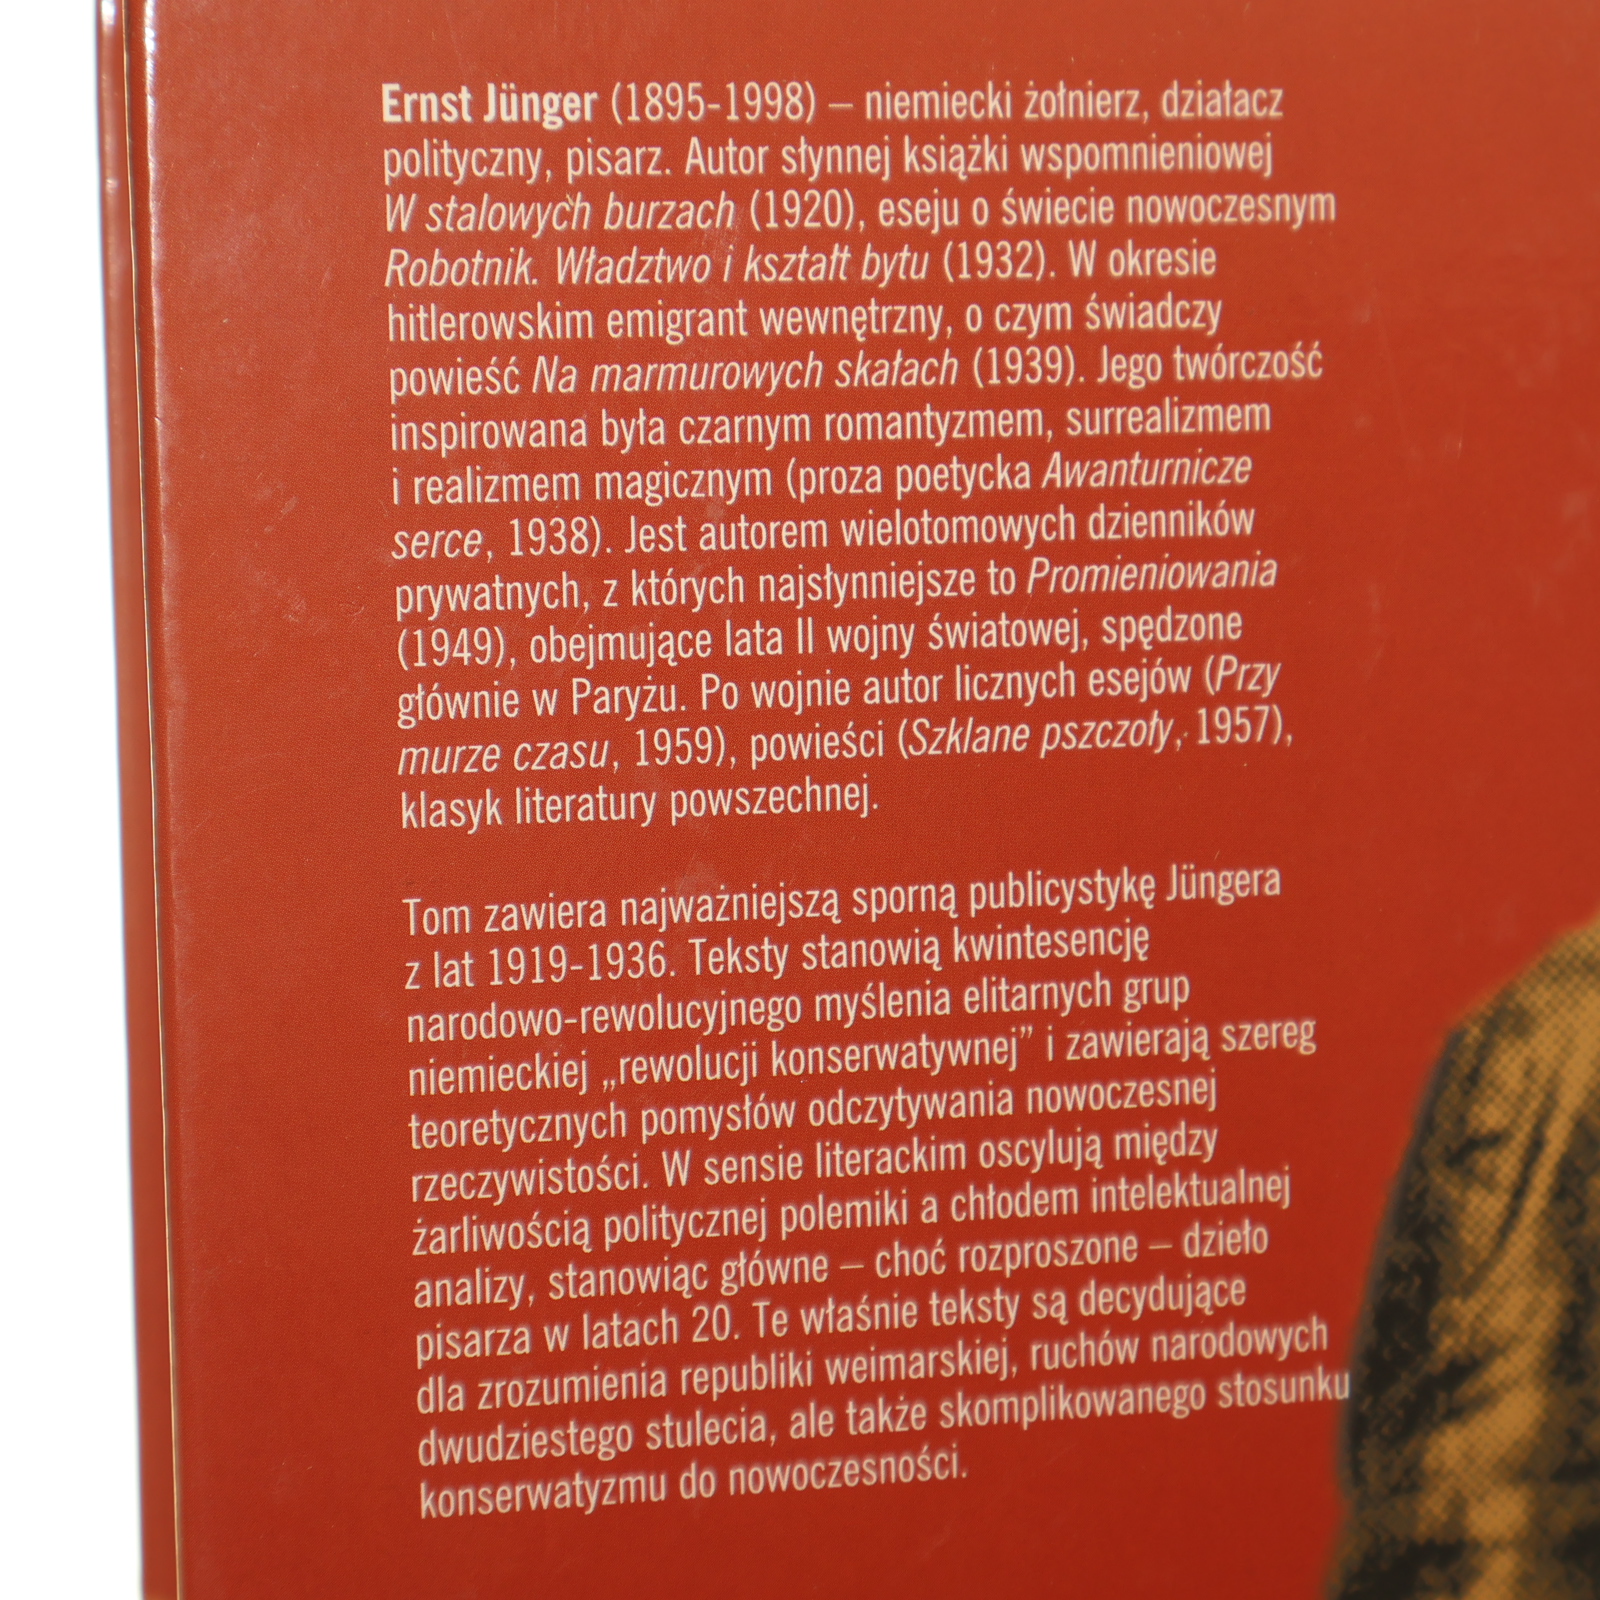 Ernst Jünger (1895-1998) – niemiecki żołnierz, działacz
polityczny, pisarz. Autor słynnej książki wspomnieniowej
W stalowych burzach (1920), eseju o świecie nowoczesnym
Robotnik. Władztwo i kształt bytu (1932). W okresie
hitlerowskim emigrant wewnętrzny, o czym świadczy
powieść Na marmurowych skałach (1939). Jego twórczość
inspirowana była czarnym romantyzmem, surrealizmem
i realizmem magicznym (proza poetycka Awanturnicze
serce, 1938). Jest autorem wielotomowych dzienników
prywatnych, z których najsłynniejsze to Promieniowania
(1949), obejmujące lata II wojny światowej, spędzone
głównie w Paryżu. Po wojnie autor licznych esejów (Przy
murze czasu, 1959), powieści (Szklane pszczoły, 1957),
klasyk literatury powszechnej.
Tom zawiera najważniejszą sporną publicystykę Jüngera
z lat 1919-1936. Teksty stanowią kwintesencję
narodowo-rewolucyjnego myślenia elitarnych grup
niemieckiej „rewolucji konserwatywnej” i zawierają szereg
teoretycznych pomysłów odczytywania nowoczesnej
rzeczywistości. W sensie literackim oscylują między
żarliwością politycznej polemiki a chłodem intelektualnej
analizy, stanowiąc główne – choć rozproszone – dzieło
pisarza w latach 20. Te właśnie teksty są decydujące
dla zrozumienia republiki weimarskiej, ruchów narodowych
dwudziestego stulecia, ale także skomplikowanego stosunku
konserwatyzmu do nowoczesności.